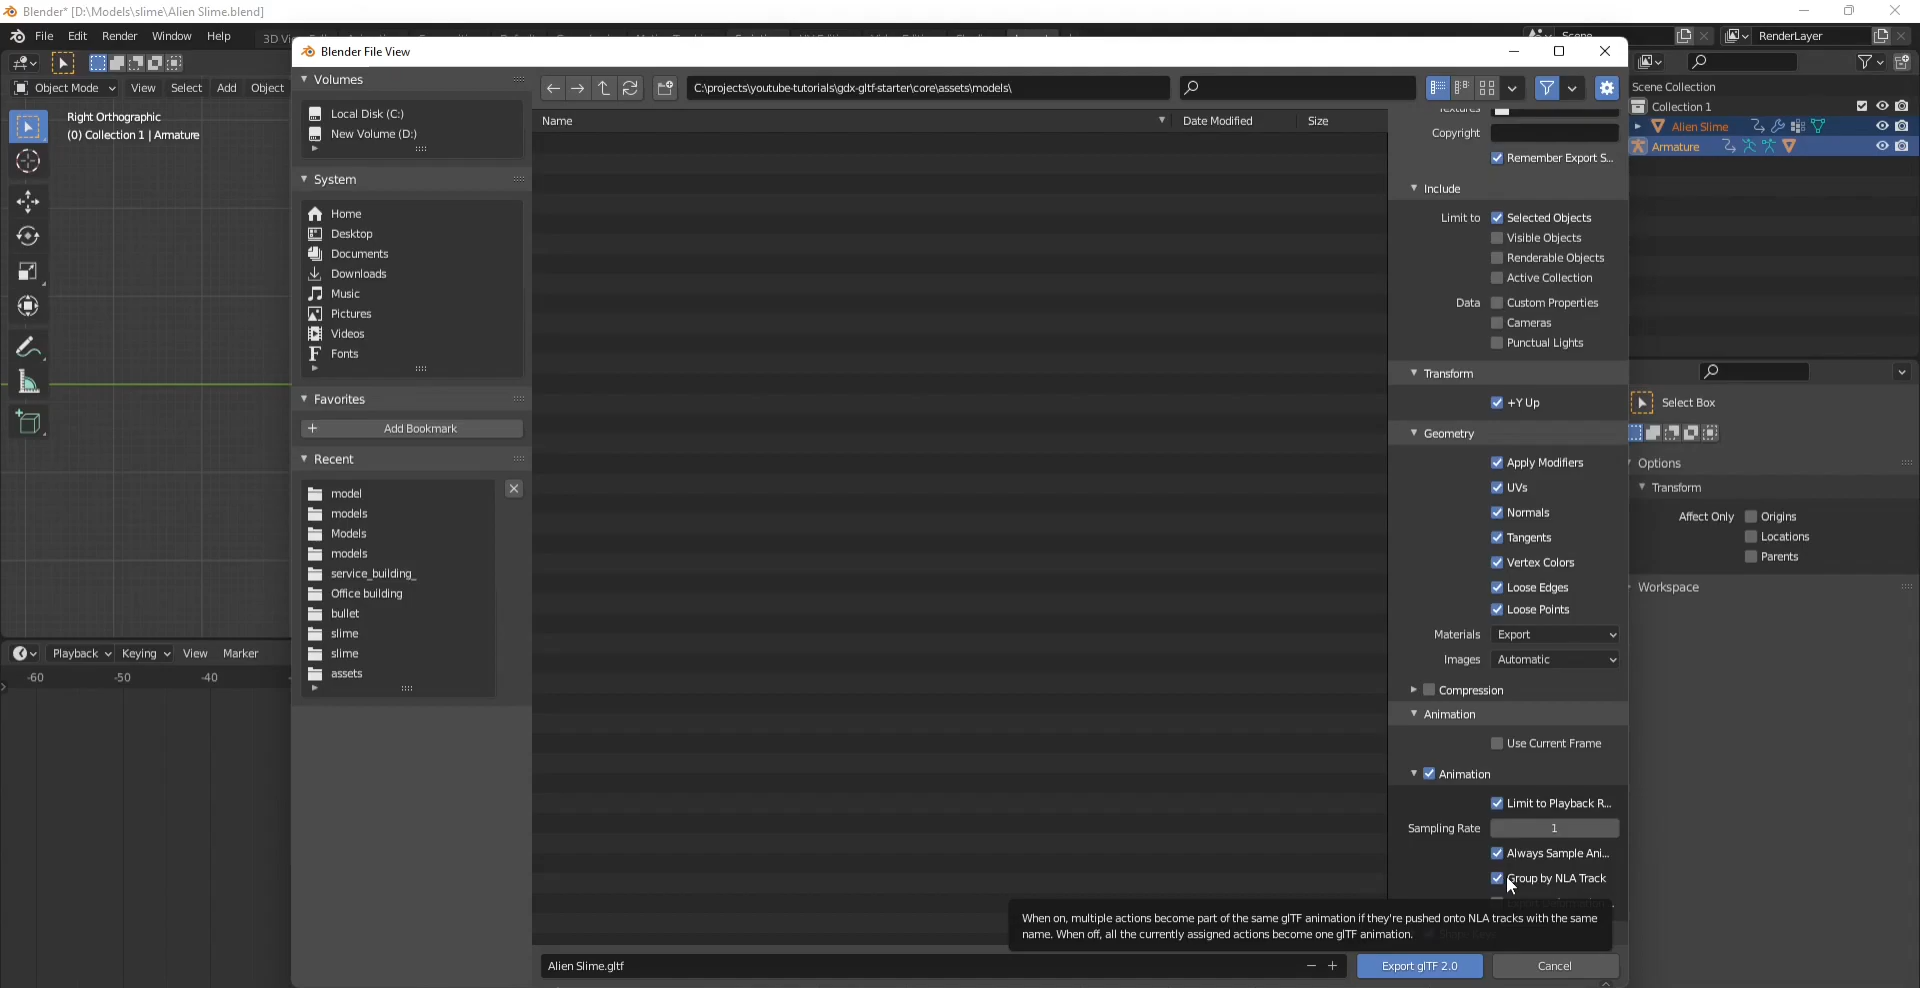 Blender* [D:\Models\slime\Alien Slime.blend]
File Edit Render Window Help
Scene
RenderLayer
Blender File View
Object Mode View Select Add Object
Right Orthographic
(0) Collection 1 | Armature
Volumes
Local Disk (C:)
New Volume (D:)
System
Home
Desktop
Documents
Downloads
Music
Pictures
Videos
Fonts
Favorites
Add Bookmark
Recent
model
models
Models
models
service_building_
Office building
bullet
slime
slime
assets
C:\projects\youtube-tutorials\gdx-gltf-starter\core\assets\models\
Name Date Modified Size
Copyright
Remember Export S...
Include
Limit to Selected Objects
Visible Objects
Renderable Objects
Active Collection
Data Custom Properties
Cameras
Punctual Lights
Transform
+Y Up
Geometry
Apply Modifiers
UVs
Normals
Tangents
Vertex Colors
Loose Edges
Loose Points
Materials Export
Images Automatic
Compression
Animation
Use Current Frame
Animation
Limit to Playback R...
Sampling Rate 1
Always Sample Ani...
Group by NLA Track
When on, multiple actions become part of the same glTF animation if they're pushed onto NLA tracks with the same
name. When off, all the currently assigned actions become one glTF animation.
Alien Slime.gltf
Export glTF 2.0
Cancel
Scene Collection
Collection 1
Alien Slime
Armature
Select Box
Options
Transform
Affect Only Origins
Locations
Parents
Workspace
Playback Keying View Marker
-60 -50 -40